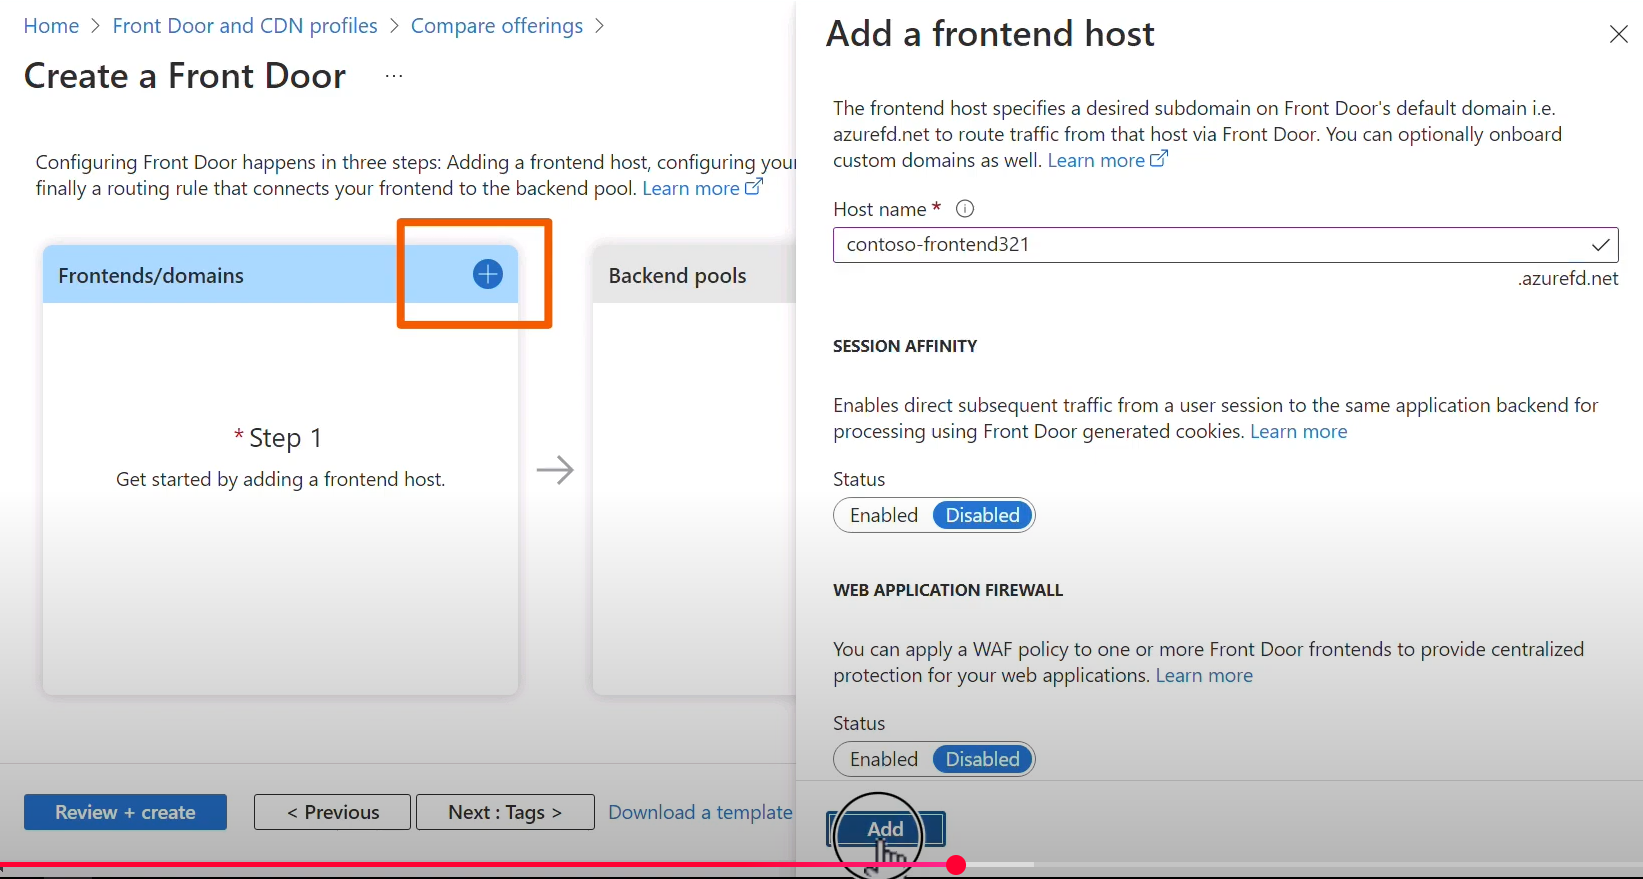 Home > Front Door and CDN profiles > Compare offerings >
Create a Front Door ...
Configuring Front Door happens in three steps: Adding a frontend host, configuring your
finally a routing rule that connects your frontend to the backend pool. Learn more
Frontends/domains
* Step 1
Get started by adding a frontend host.
Backend pools
Review + create
< Previous
Next : Tags >
Download a template
Add a frontend host
The frontend host specifies a desired subdomain on Front Door's default domain i.e.
azurefd.net to route traffic from that host via Front Door. You can optionally onboard
custom domains as well. Learn more
Host name *
contoso-frontend321
.azurefd.net
SESSION AFFINITY
Enables direct subsequent traffic from a user session to the same application backend for
processing using Front Door generated cookies. Learn more
Status
Enabled Disabled
WEB APPLICATION FIREWALL
You can apply a WAF policy to one or more Front Door frontends to provide centralized
protection for your web applications. Learn more
Status
Enabled Disabled
Add